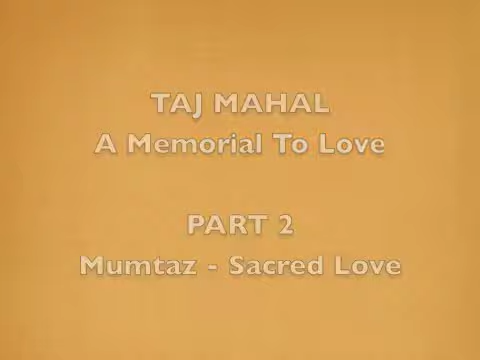 TAJ MAHAL
A Memorial To Love
PART 2
Mumtaz - Sacred Love